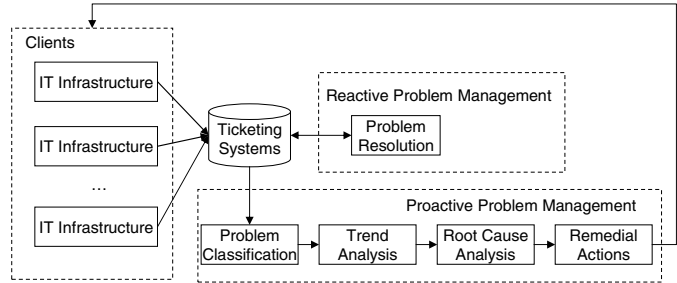 Clients
IT Infrastructure
IT Infrastructure
...
IT Infrastructure
Ticketing
Systems
Reactive Problem Management
Problem
Resolution
Proactive Problem Management
Problem
Classification
Trend
Analysis
Root Cause
Analysis
Remedial
Actions